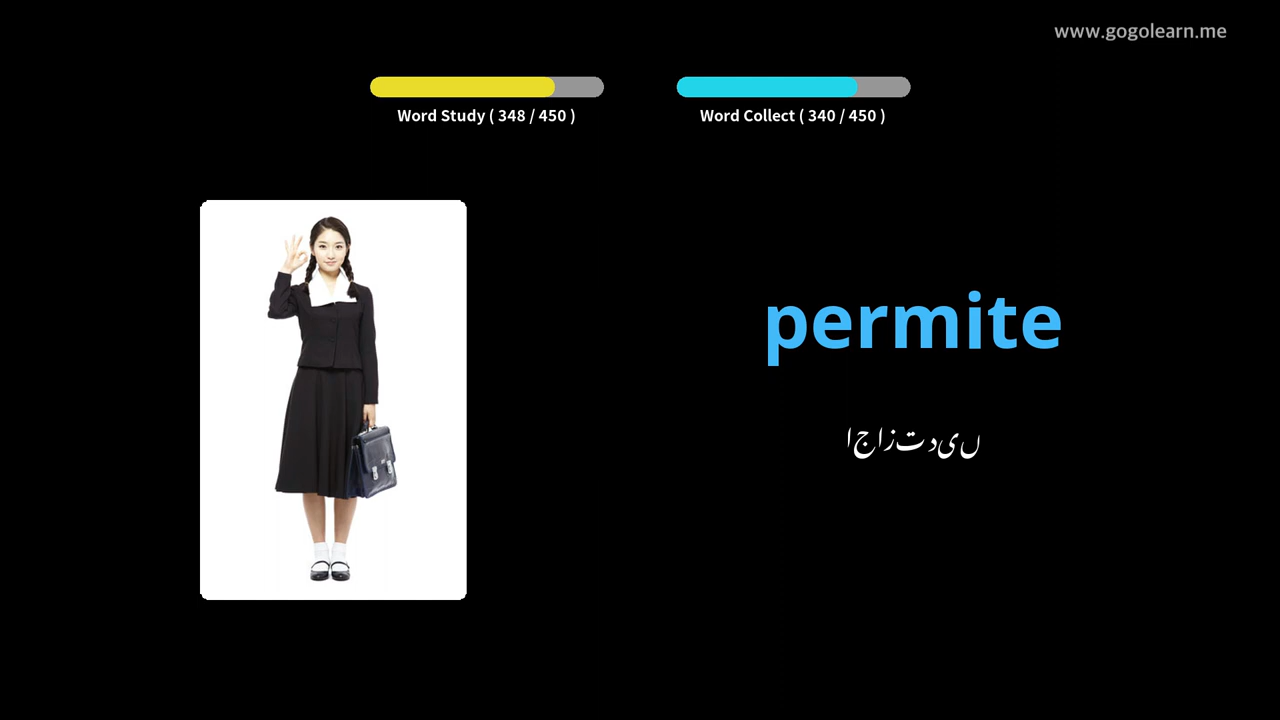 www.gogolearn.me
Word Study ( 348 / 450 )
Word Collect ( 340 / 450 )
permite
اجازت دیں